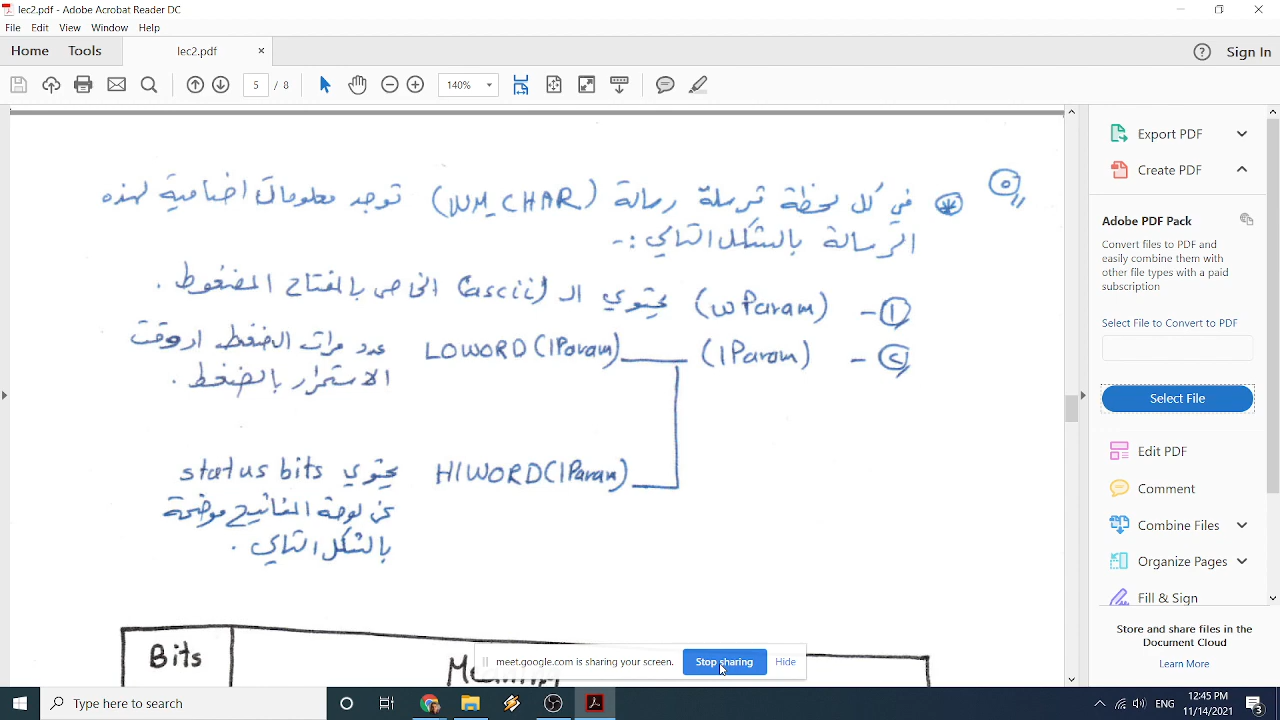 lec2.pdf - Adobe Acrobat Reader DC
File Edit View Window Help
Home Tools lec2.pdf × Sign In
5 / 8 140%
٥
في كل لحظة ترسلة رسالة (WM_CHAR) توجد معلومات اضافية لهذه
الرسالة بالشكل التالي :-
١- (wParam) يحتوي الـ (ascii) الخاص بالمفتاح المضغوط .
٢- (lParam) LOWORD(lParam) عدد مرات الضغط او وقت
الاستمرار بالضغط .
HIWORD(lParam) يحتوي status bits
عن لوحة المفاتيح موضحة
بالشكل التالي .
Bits
Export PDF
Create PDF
Adobe PDF Pack
Convert files to PDF and
easily combine them with
other file types with a paid
subscription
Select File to Convert to PDF
Select File
Edit PDF
Comment
Combine Files
Organize Pages
Fill & Sign
Store and share files in the
Document Cloud
Learn More
meet.google.com is sharing your screen. Stop sharing Hide
Type here to search
12:45 PM
11/14/2021